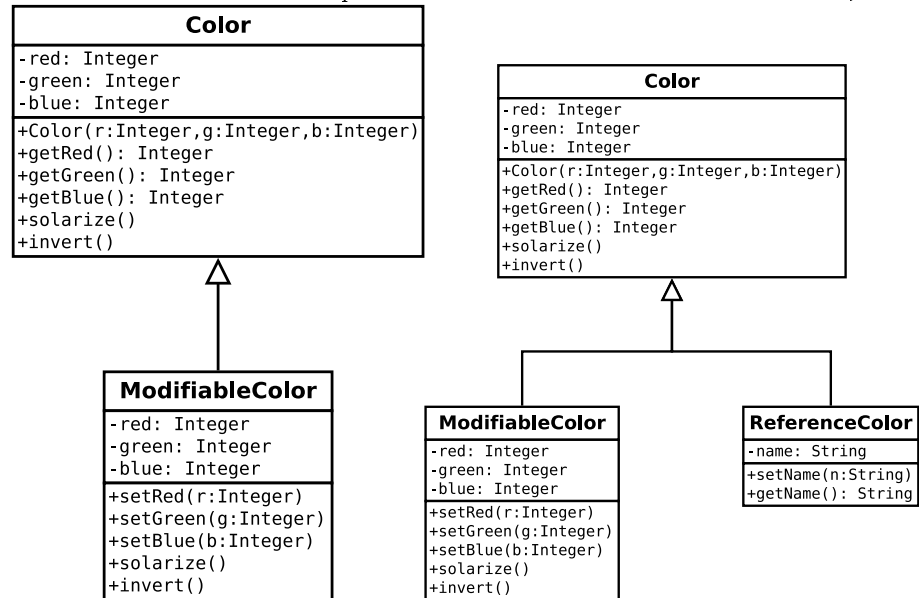 Color
-red: Integer
-green: Integer
-blue: Integer
+Color(r:Integer,g:Integer,b:Integer)
+getRed(): Integer
+getGreen(): Integer
+getBlue(): Integer
+solarize()
+invert()
ModifiableColor
-red: Integer
-green: Integer
-blue: Integer
+setRed(r:Integer)
+setGreen(g:Integer)
+setBlue(b:Integer)
+solarize()
+invert()
Color
-red: Integer
-green: Integer
-blue: Integer
+Color(r:Integer,g:Integer,b:Integer)
+getRed(): Integer
+getGreen(): Integer
+getBlue(): Integer
+solarize()
+invert()
ModifiableColor
-red: Integer
-green: Integer
-blue: Integer
+setRed(r:Integer)
+setGreen(g:Integer)
+setBlue(b:Integer)
+solarize()
+invert()
ReferenceColor
-name: String
+setName(n:String)
+getName(): String